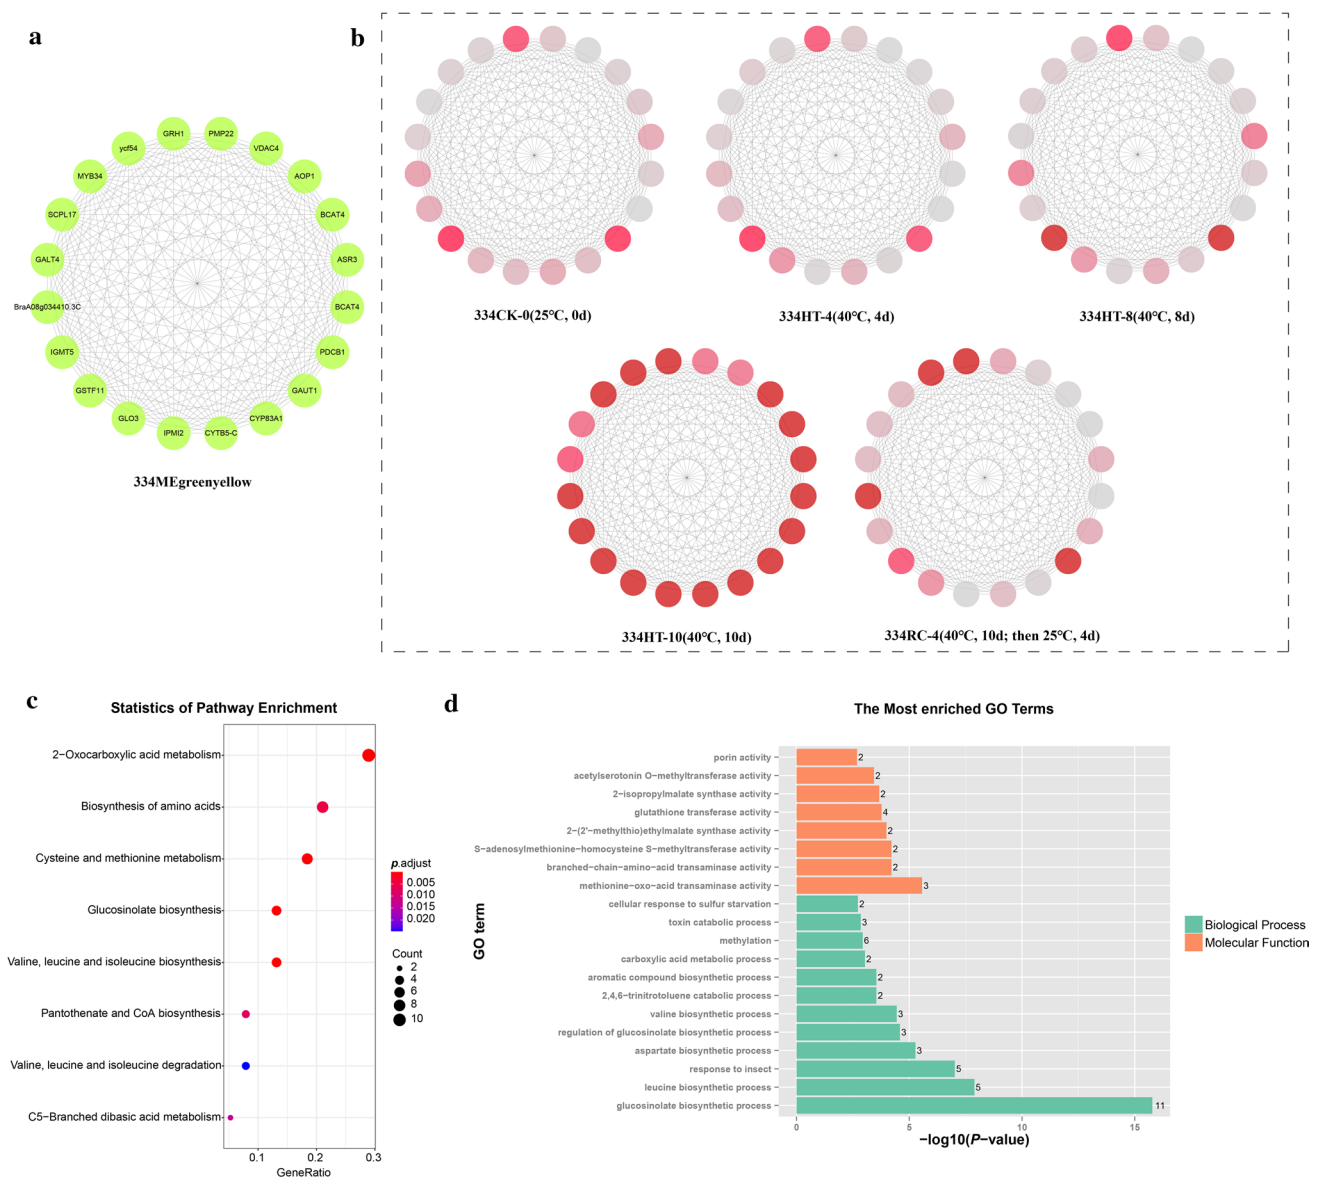 a
b
GRH1
PMP22
ycf54
VDAC4
MYB34
AOP1
SCPL17
BCAT4
GALT4
ASR3
BraA08g034410.3C
BCAT4
IGMT5
PDCB1
GSTF11
GAUT1
GLO3
CYP83A1
IPMI2
CYTB5-C
334MEgreenyellow
334CK-0(25℃, 0d)
334HT-4(40℃, 4d)
334HT-8(40℃, 8d)
334HT-10(40℃, 10d)
334RC-4(40℃, 10d; then 25℃, 4d)
c
Statistics of Pathway Enrichment
2−Oxocarboxylic acid metabolism
Biosynthesis of amino acids
Cysteine and methionine metabolism
Glucosinolate biosynthesis
Valine, leucine and isoleucine biosynthesis
Pantothenate and CoA biosynthesis
Valine, leucine and isoleucine degradation
C5−Branched dibasic acid metabolism
0.1 0.2 0.3
GeneRatio
p.adjust
0.005
0.010
0.015
0.020
Count
2
4
6
8
10
d
The Most enriched GO Terms
GO term
porin activity 2
acetylserotonin O−methyltransferase activity 2
2−isopropylmalate synthase activity 2
glutathione transferase activity 4
2−(2'−methylthio)ethylmalate synthase activity 2
S−adenosylmethionine−homocysteine S−methyltransferase activity 2
branched−chain−amino−acid transaminase activity 2
methionine−oxo−acid transaminase activity 3
cellular response to sulfur starvation 2
toxin catabolic process 3
methylation 6
carboxylic acid metabolic process 2
aromatic compound biosynthetic process 2
2,4,6−trinitrotoluene catabolic process 2
valine biosynthetic process 3
regulation of glucosinolate biosynthetic process 3
aspartate biosynthetic process 3
response to insect 5
leucine biosynthetic process 5
glucosinolate biosynthetic process 11
0 5 10 15
−log10(P−value)
Biological Process
Molecular Function